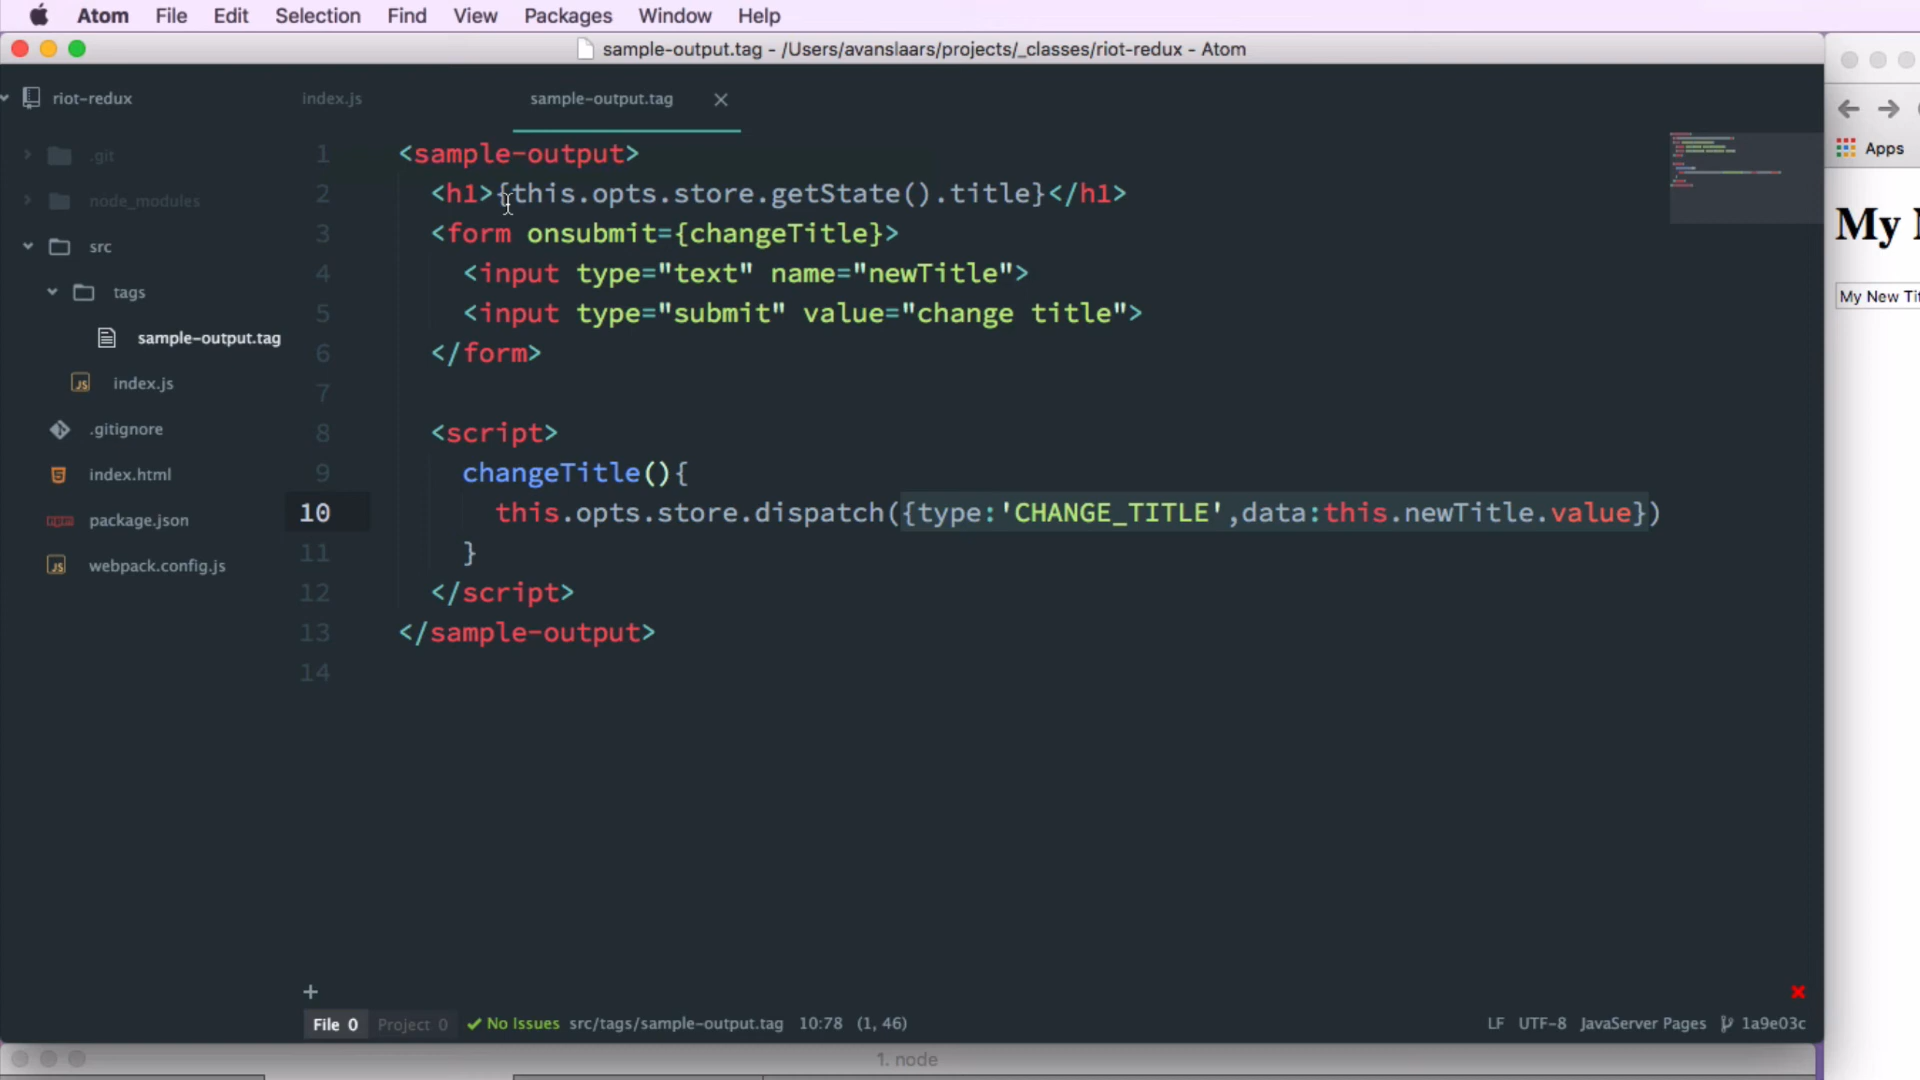 Atom File Edit Selection Find View Packages Window Help
sample-output.tag - /Users/avanslaars/projects/_classes/riot-redux - Atom
riot-redux
.git
node_modules
src
tags
sample-output.tag
index.js
.gitignore
index.html
package.json
webpack.config.js
index.js sample-output.tag
1 <sample-output>
2 <h1>{this.opts.store.getState().title}</h1>
3 <form onsubmit={changeTitle}>
4 <input type="text" name="newTitle">
5 <input type="submit" value="change title">
6 </form>
7
8 <script>
9 changeTitle(){
10 this.opts.store.dispatch({type:'CHANGE_TITLE',data:this.newTitle.value})
11 }
12 </script>
13 </sample-output>
14
File 0 Project 0 No Issues src/tags/sample-output.tag 10:78 (1, 46) LF UTF-8 JavaServer Pages 1a9e03c
1. node
Apps
My
My New Tit